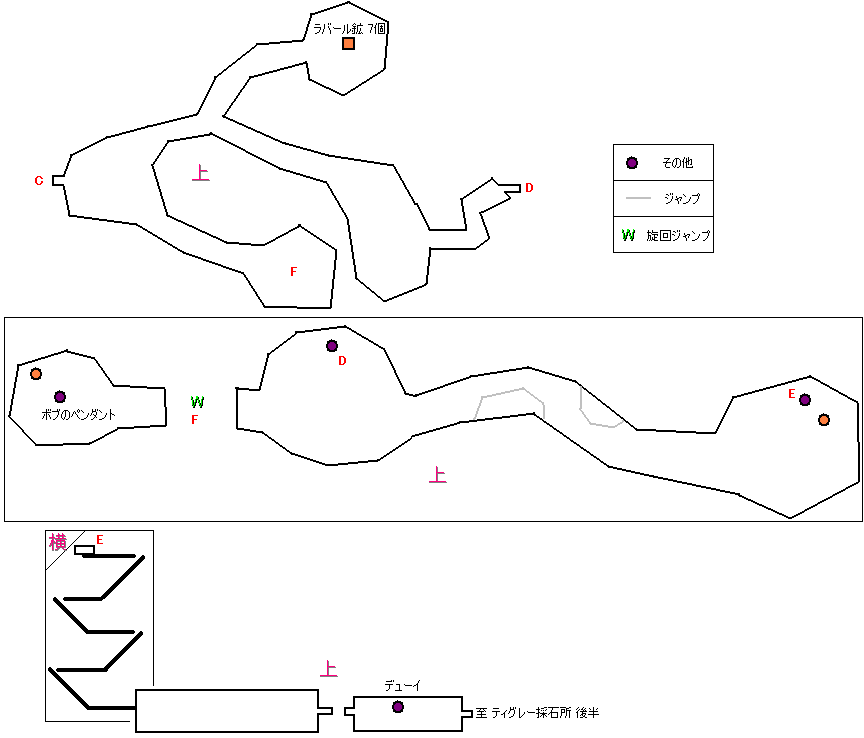 ラバール鉱 7個
上
C
D
F
その他
ジャンプ
W 旋回ジャンプ
D
W
ボブのペンダント
F
E
上
横
E
上
デューイ
至 ティグレー採石所 後半